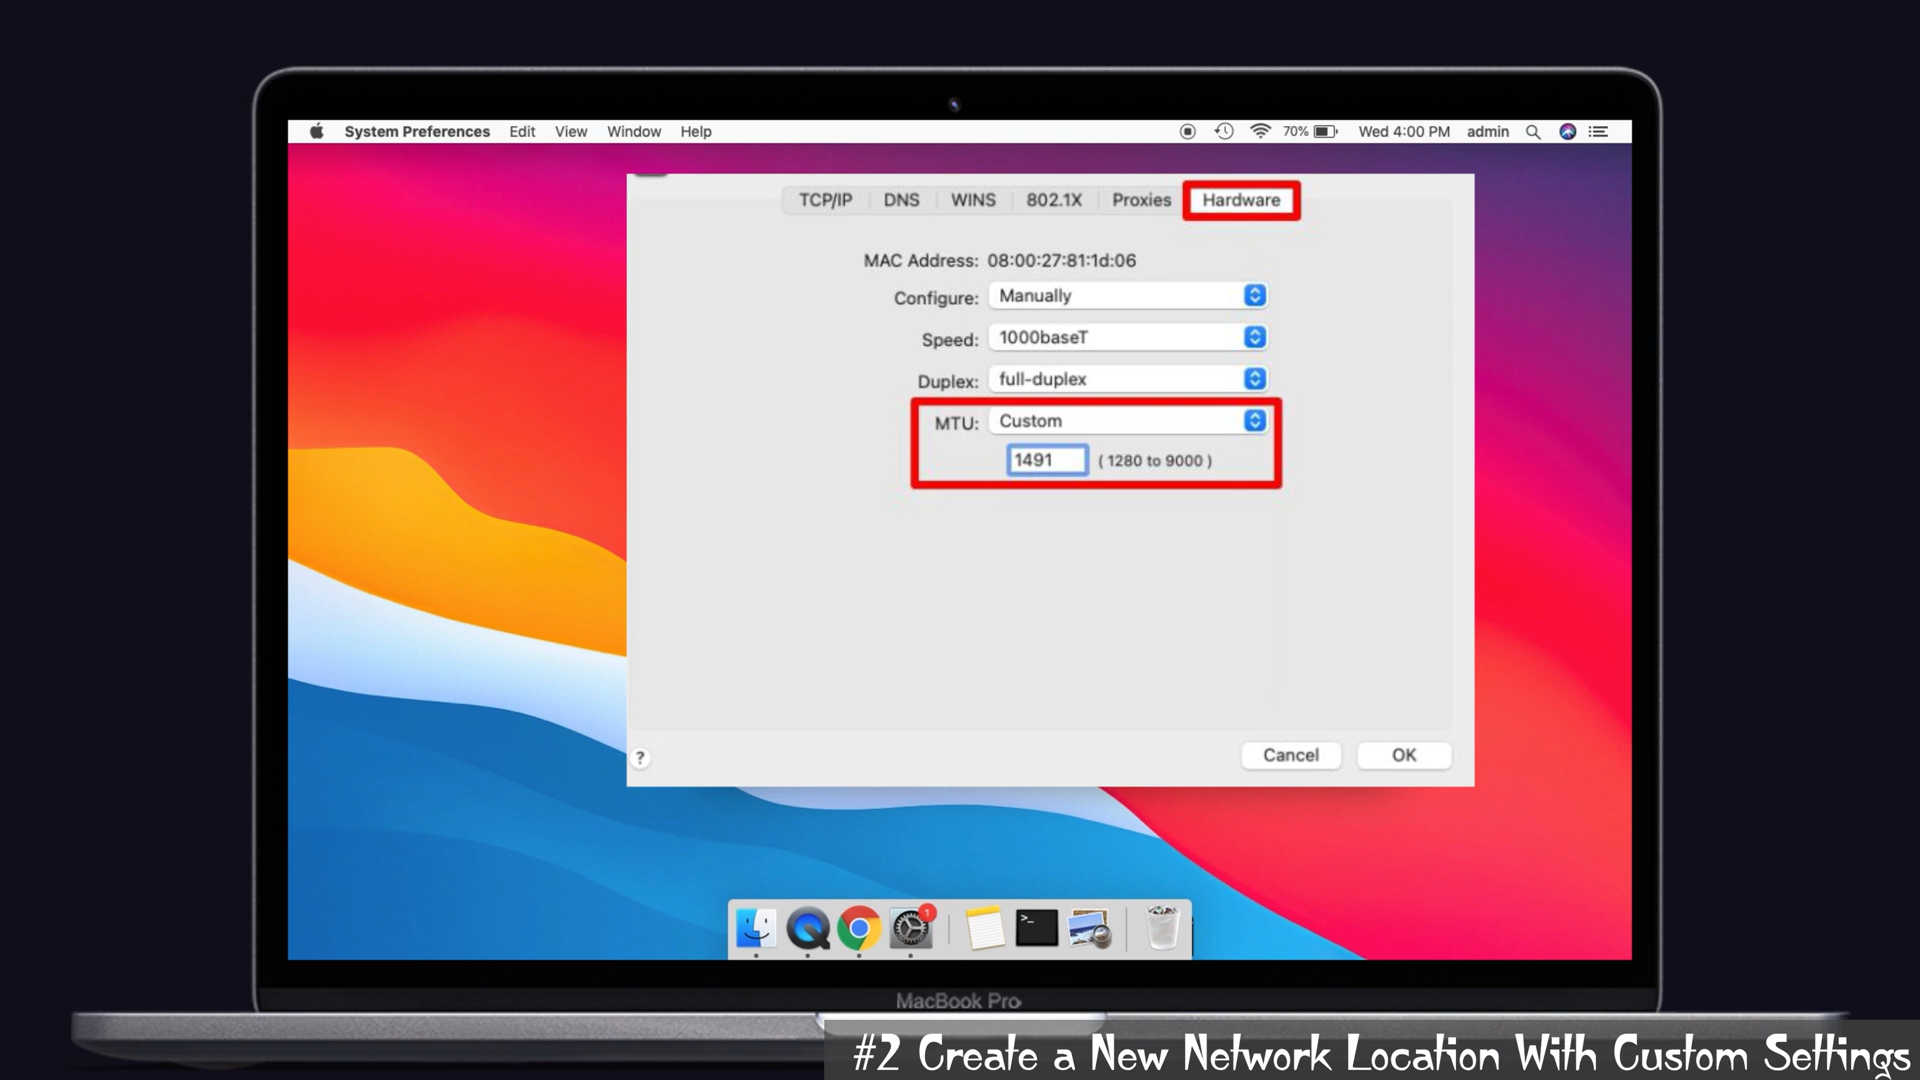 System Preferences Edit View Window Help 70% Wed 4:00 PM admin
TCP/IP DNS WINS 802.1X Proxies Hardware
MAC Address: 08:00:27:81:1d:06
Configure: Manually
Speed: 1000baseT
Duplex: full-duplex
MTU: Custom
1491 ( 1280 to 9000 )
? Cancel OK
1
>_
MacBook Pro
#2 Create a New Network Location With Custom Settings